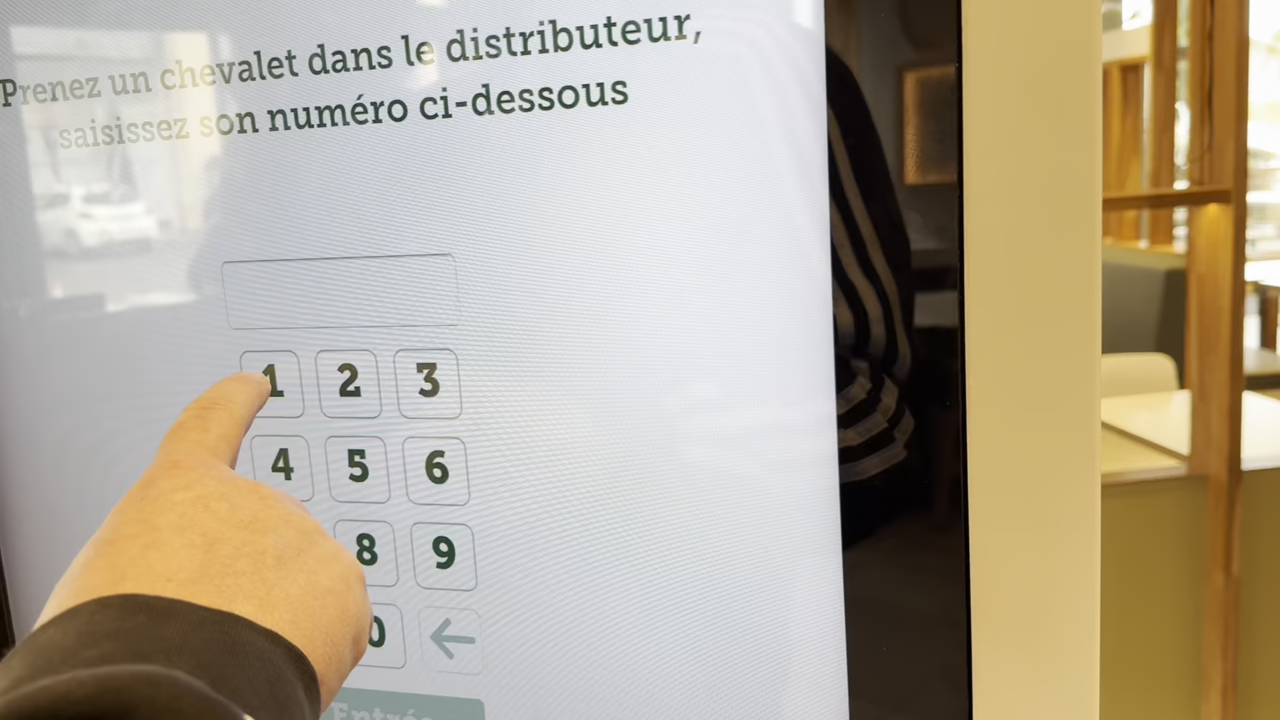 Prenez un chevalet dans le distributeur,
saisissez son numéro ci-dessous
1 2 3
4 5 6
8 9
0 ←
Entrée